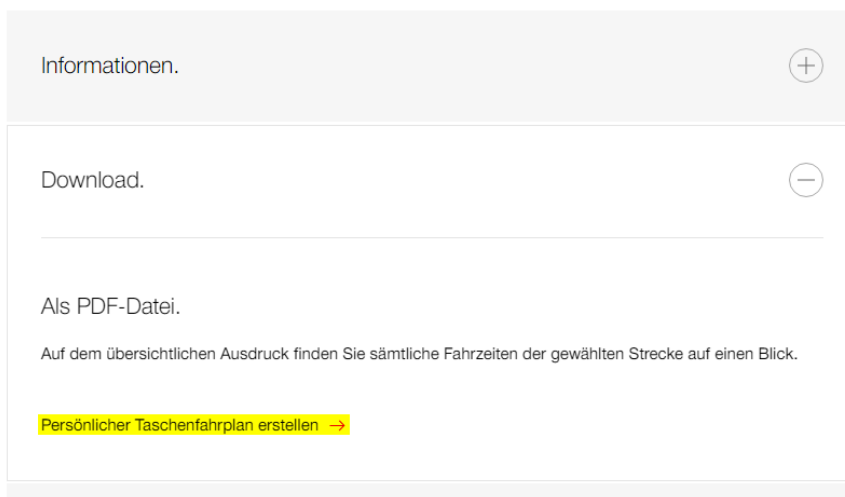 Informationen.
Download.
Als PDF-Datei.
Auf dem übersichtlichen Ausdruck finden Sie sämtliche Fahrzeiten der gewählten Strecke auf einen Blick.
Persönlicher Taschenfahrplan erstellen →